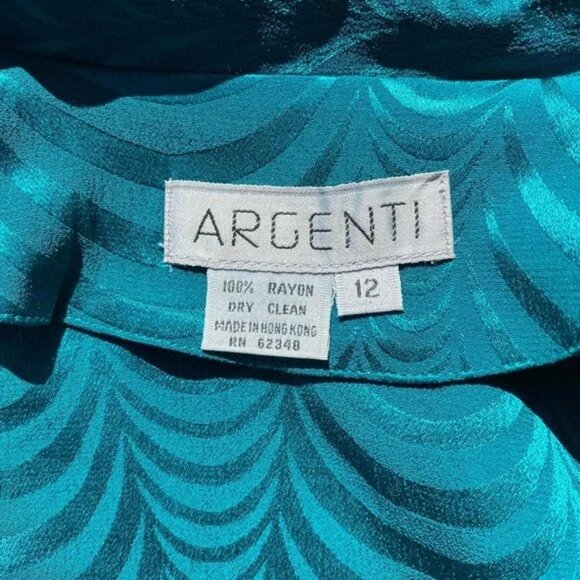 ARGENTI
100% RAYON
DRY CLEAN
MADE IN HONG KONG
RN 62348
12